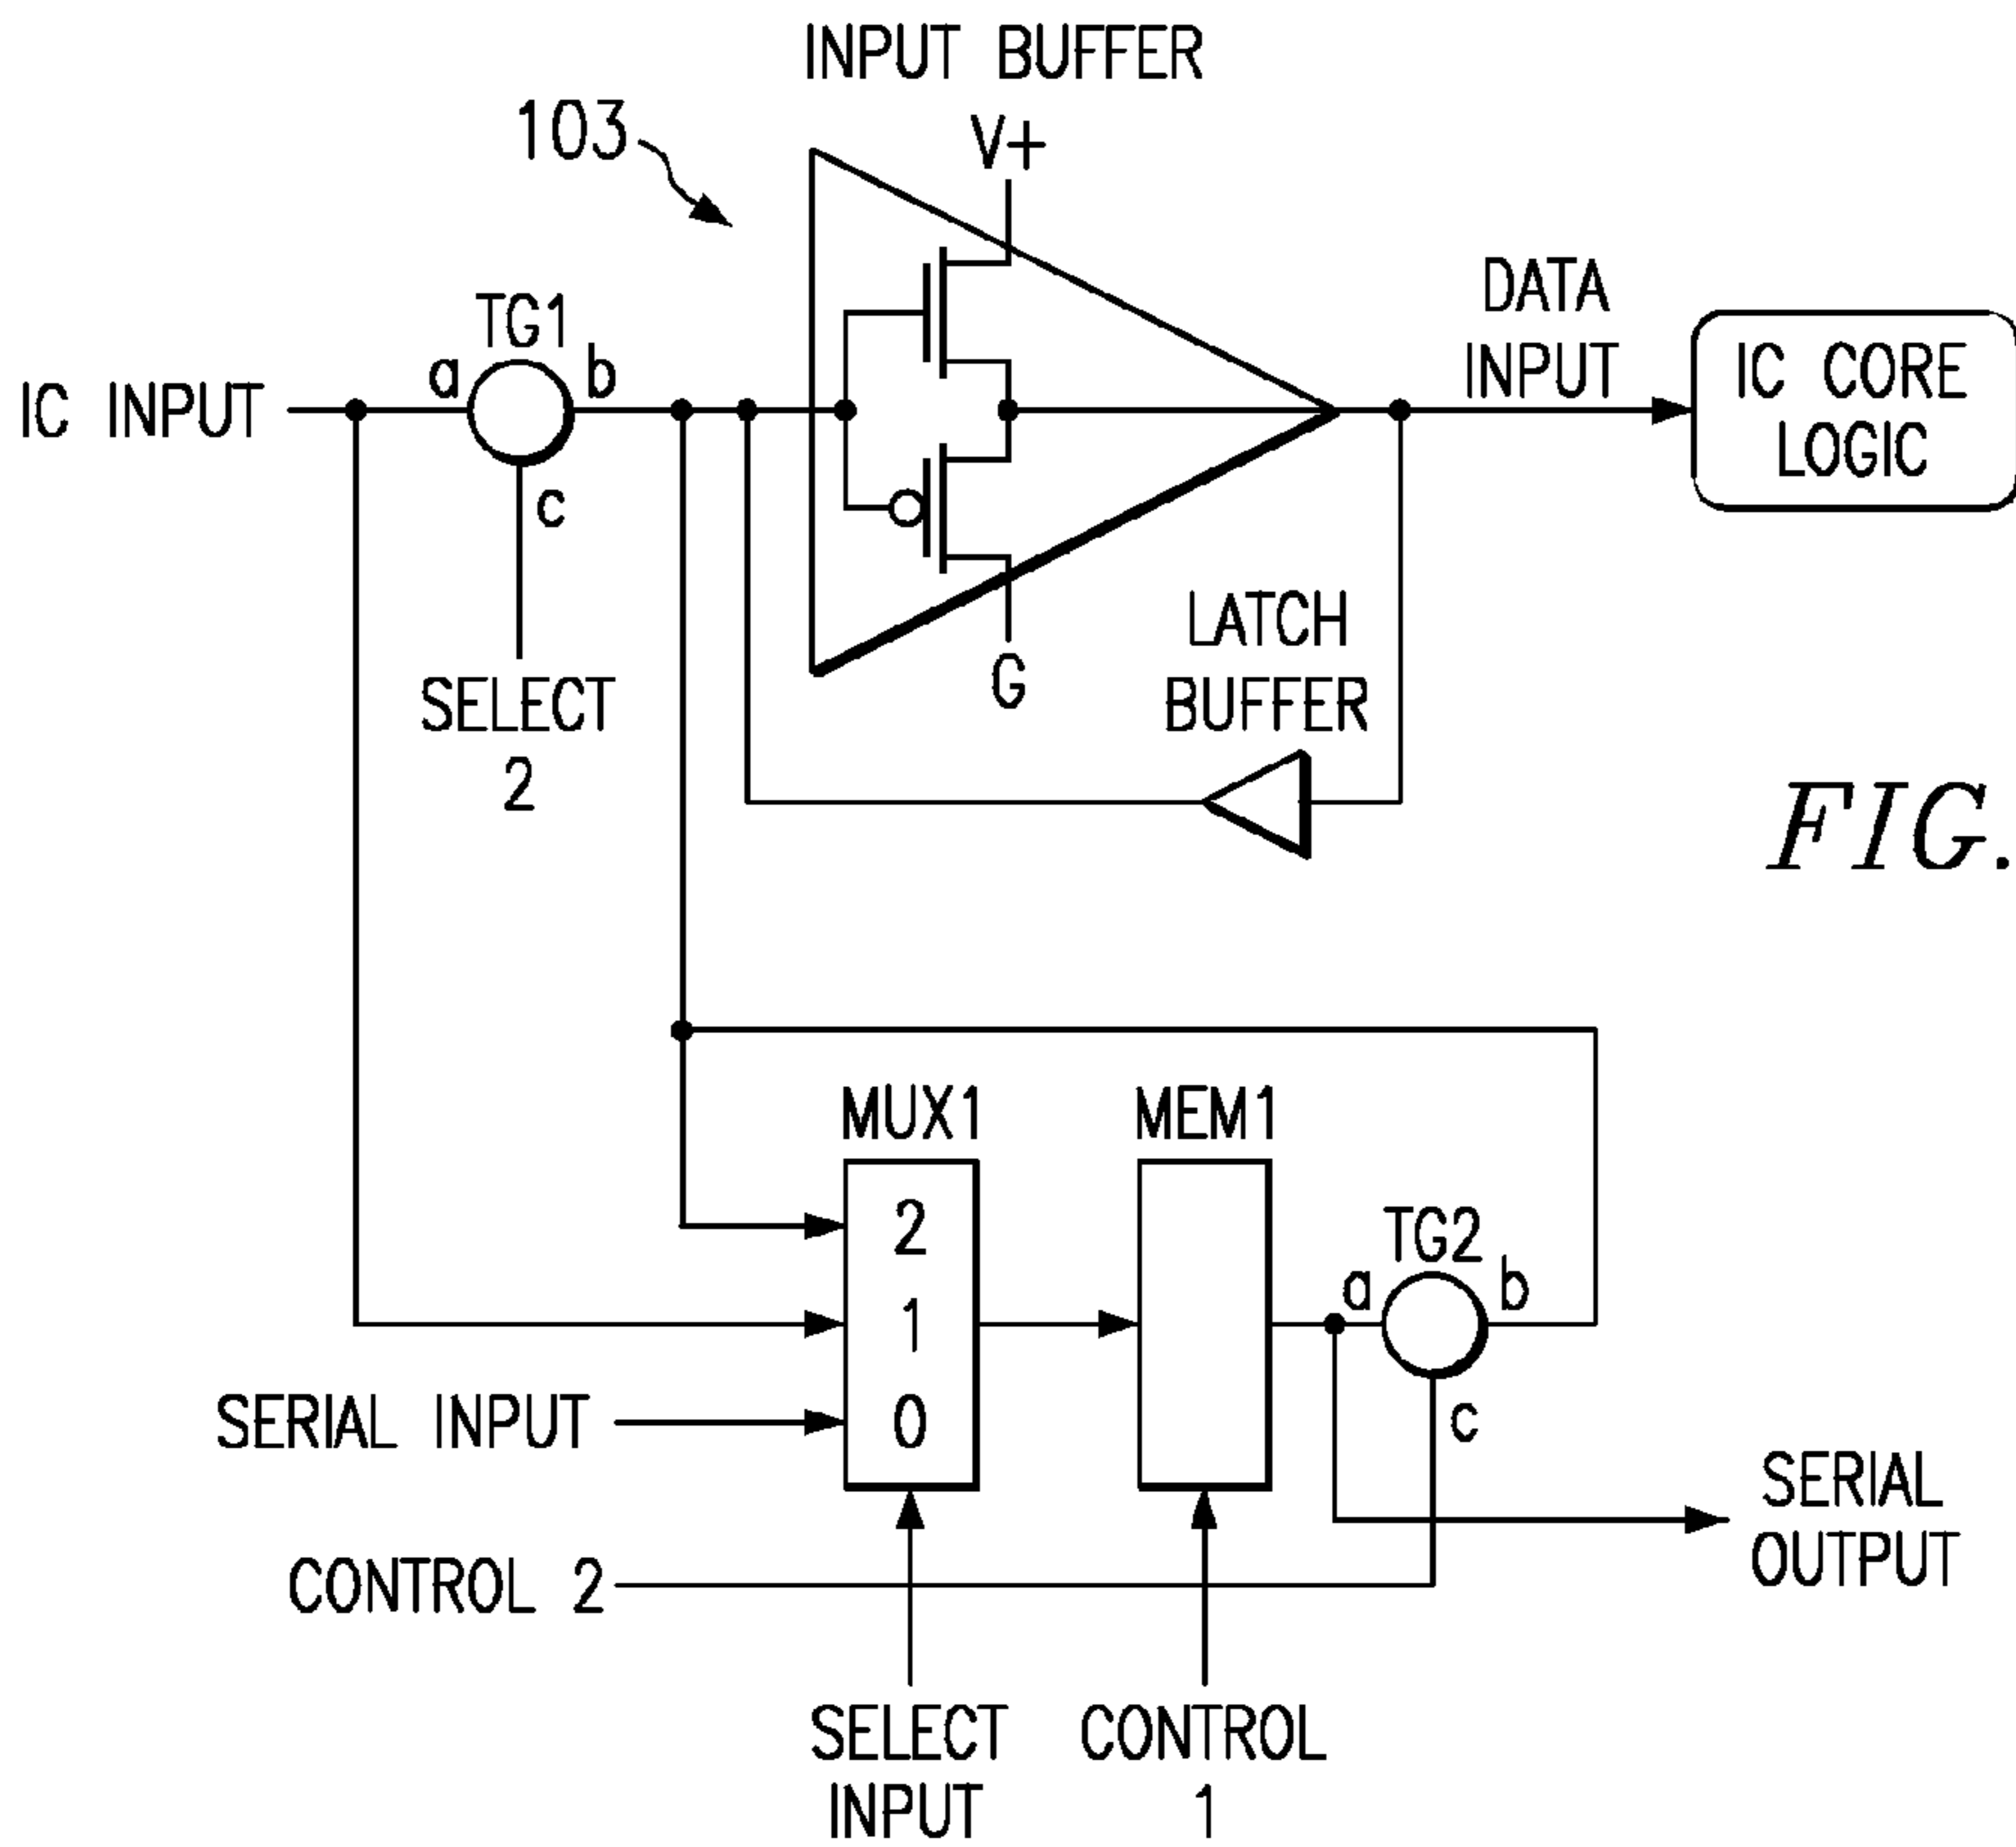 INPUT BUFFER
103
V+
TG1
a
b
c
IC INPUT
DATA
INPUT
IC CORE
LOGIC
SELECT
2
G
LATCH
BUFFER
FIG.
MUX1
MEM1
2
1
0
TG2
a
b
c
SERIAL INPUT
SERIAL
OUTPUT
CONTROL 2
SELECT
INPUT
CONTROL
1